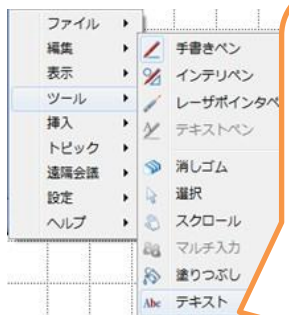 ファイル
編集
表示
ツール
挿入
トピック
遠隔会議
設定
ヘルプ
手書きペン
インテリペン
レーザポインタペ
テキストペン
消しゴム
選択
スクロール
マルチ入力
塗りつぶし
Abc テキスト